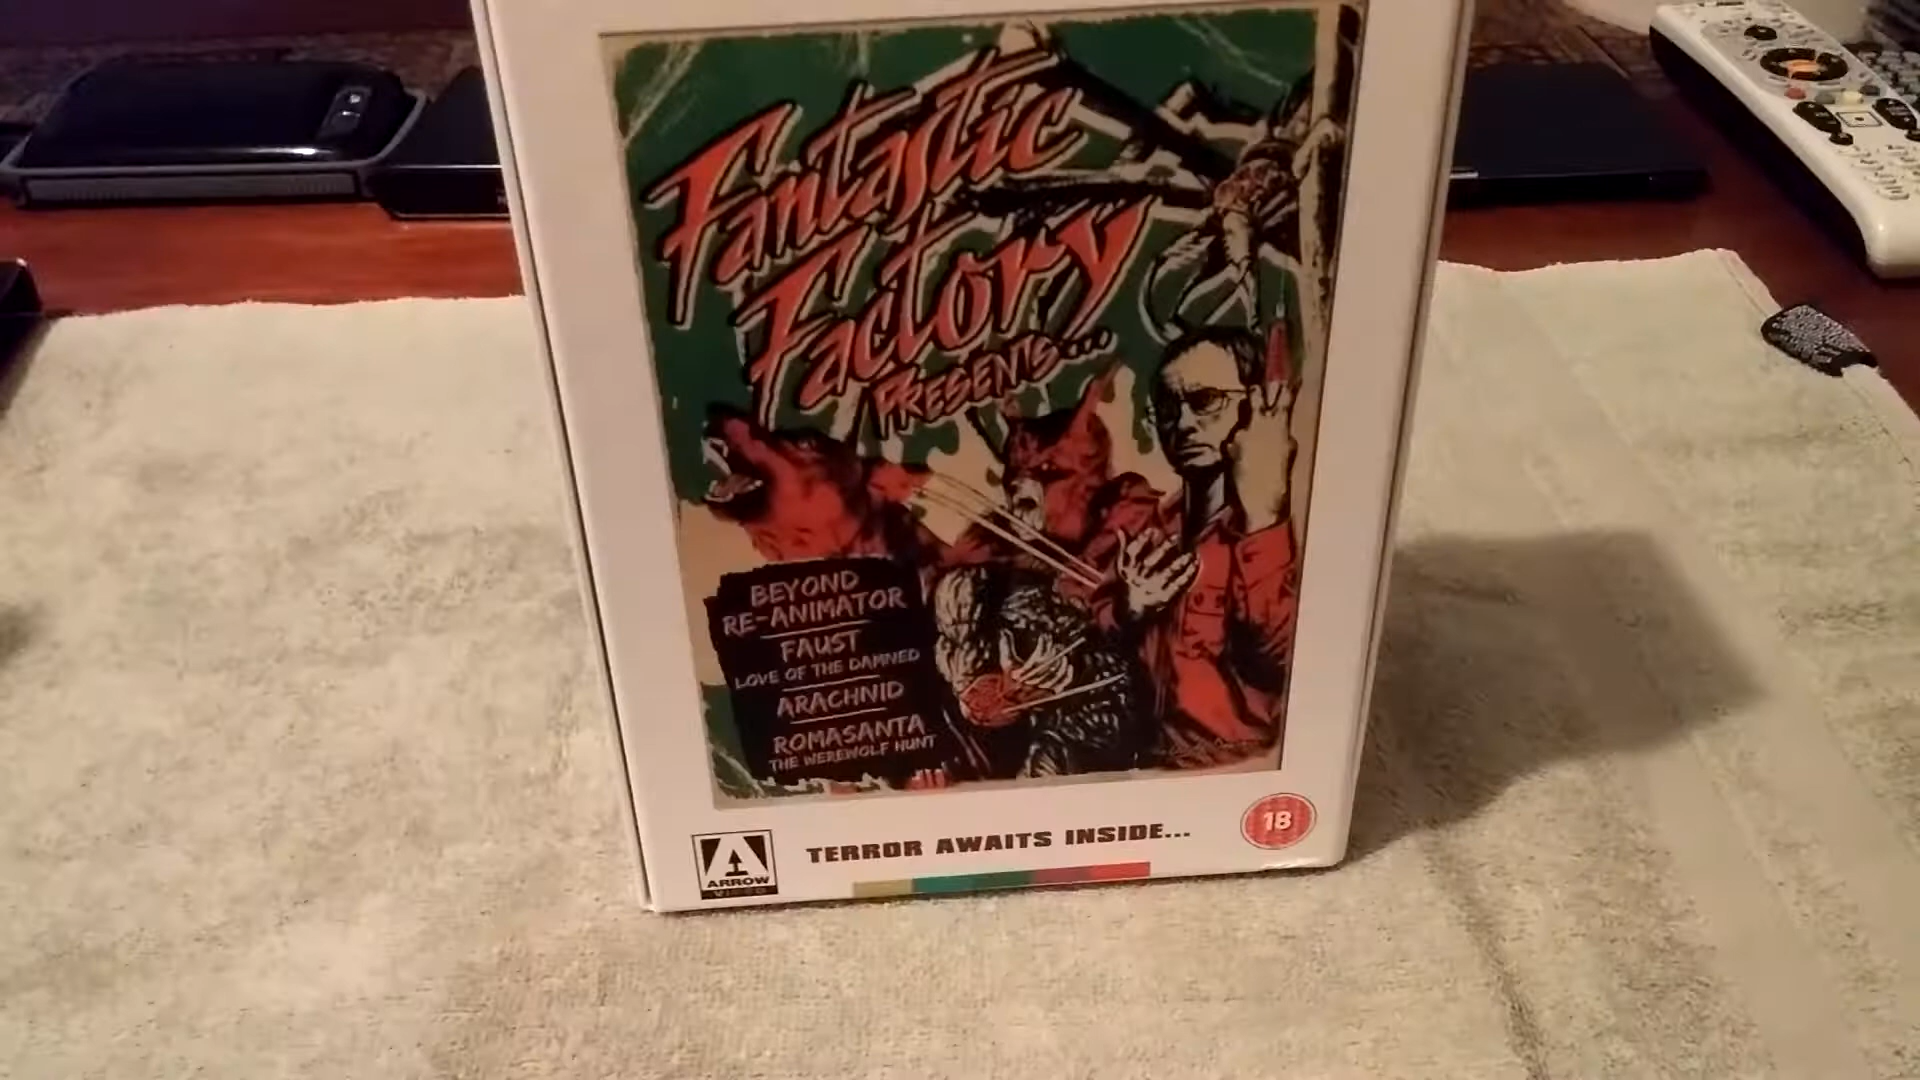 Fantastic
Factory
PRESENTS...
BEYOND
RE-ANIMATOR
FAUST
LOVE OF THE DAMNED
ARACHNID
ROMASANTA
THE WEREWOLF HUNT
ARROW
VIDEO
TERROR AWAITS INSIDE...
18